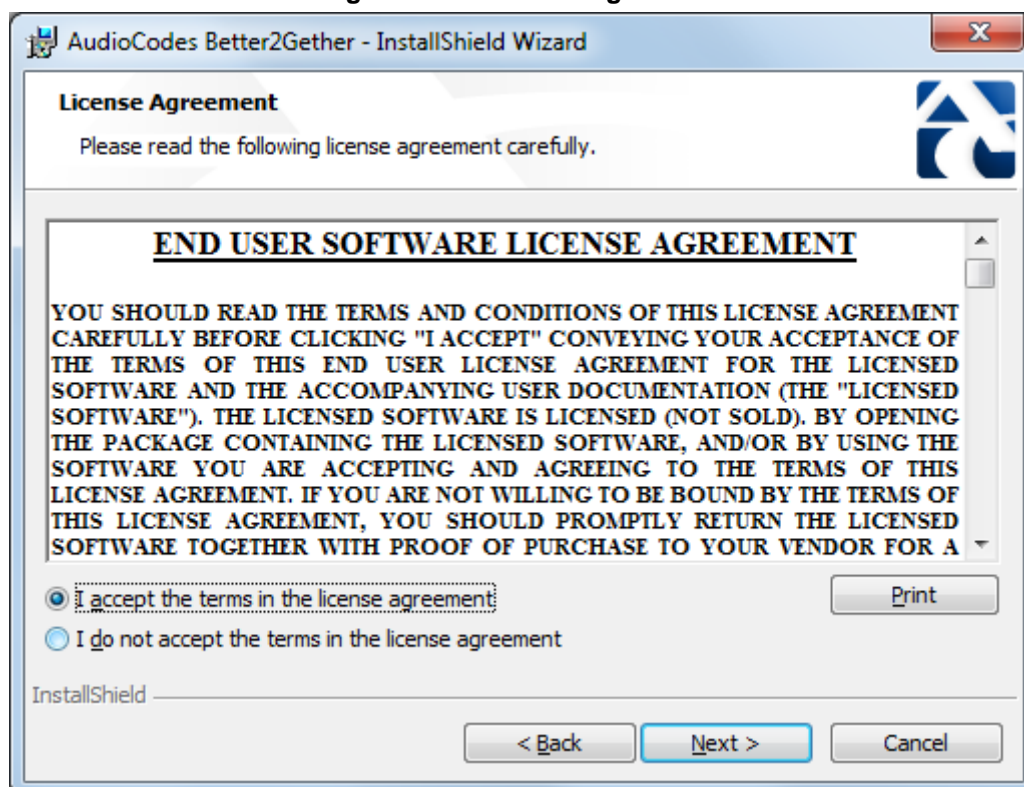 AudioCodes Better2Gether - InstallShield Wizard
License Agreement
Please read the following license agreement carefully.
END USER SOFTWARE LICENSE AGREEMENT
YOU SHOULD READ THE TERMS AND CONDITIONS OF THIS LICENSE AGREEMENT
CAREFULLY BEFORE CLICKING "I ACCEPT" CONVEYING YOUR ACCEPTANCE OF
THE TERMS OF THIS END USER LICENSE AGREEMENT FOR THE LICENSED
SOFTWARE AND THE ACCOMPANYING USER DOCUMENTATION (THE "LICENSED
SOFTWARE"). THE LICENSED SOFTWARE IS LICENSED (NOT SOLD). BY OPENING
THE PACKAGE CONTAINING THE LICENSED SOFTWARE, AND/OR BY USING THE
SOFTWARE YOU ARE ACCEPTING AND AGREEING TO THE TERMS OF THIS
LICENSE AGREEMENT. IF YOU ARE NOT WILLING TO BE BOUND BY THE TERMS OF
THIS LICENSE AGREEMENT, YOU SHOULD PROMPTLY RETURN THE LICENSED
SOFTWARE TOGETHER WITH PROOF OF PURCHASE TO YOUR VENDOR FOR A
I accept the terms in the license agreement
Print
I do not accept the terms in the license agreement
InstallShield
< Back
Next >
Cancel